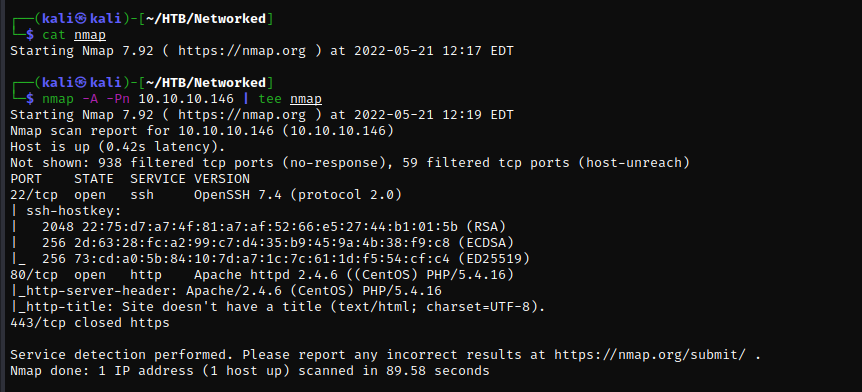 ┌──(kali㉿kali)-[~/HTB/Networked]
└─$ cat nmap
Starting Nmap 7.92 ( https://nmap.org ) at 2022-05-21 12:17 EDT

┌──(kali㉿kali)-[~/HTB/Networked]
└─$ nmap -A -Pn 10.10.10.146 | tee nmap
Starting Nmap 7.92 ( https://nmap.org ) at 2022-05-21 12:19 EDT
Nmap scan report for 10.10.10.146 (10.10.10.146)
Host is up (0.42s latency).
Not shown: 938 filtered tcp ports (no-response), 59 filtered tcp ports (host-unreach)
PORT    STATE  SERVICE VERSION
22/tcp  open   ssh     OpenSSH 7.4 (protocol 2.0)
| ssh-hostkey:
|   2048 22:75:d7:a7:4f:81:a7:af:52:66:e5:27:44:b1:01:5b (RSA)
|   256 2d:63:28:fc:a2:99:c7:d4:35:b9:45:9a:4b:38:f9:c8 (ECDSA)
|_  256 73:cd:a0:5b:84:10:7d:a7:1c:7c:61:1d:f5:54:cf:c4 (ED25519)
80/tcp  open   http    Apache httpd 2.4.6 ((CentOS) PHP/5.4.16)
|_http-server-header: Apache/2.4.6 (CentOS) PHP/5.4.16
|_http-title: Site doesn't have a title (text/html; charset=UTF-8).
443/tcp closed https

Service detection performed. Please report any incorrect results at https://nmap.org/submit/ .
Nmap done: 1 IP address (1 host up) scanned in 89.58 seconds